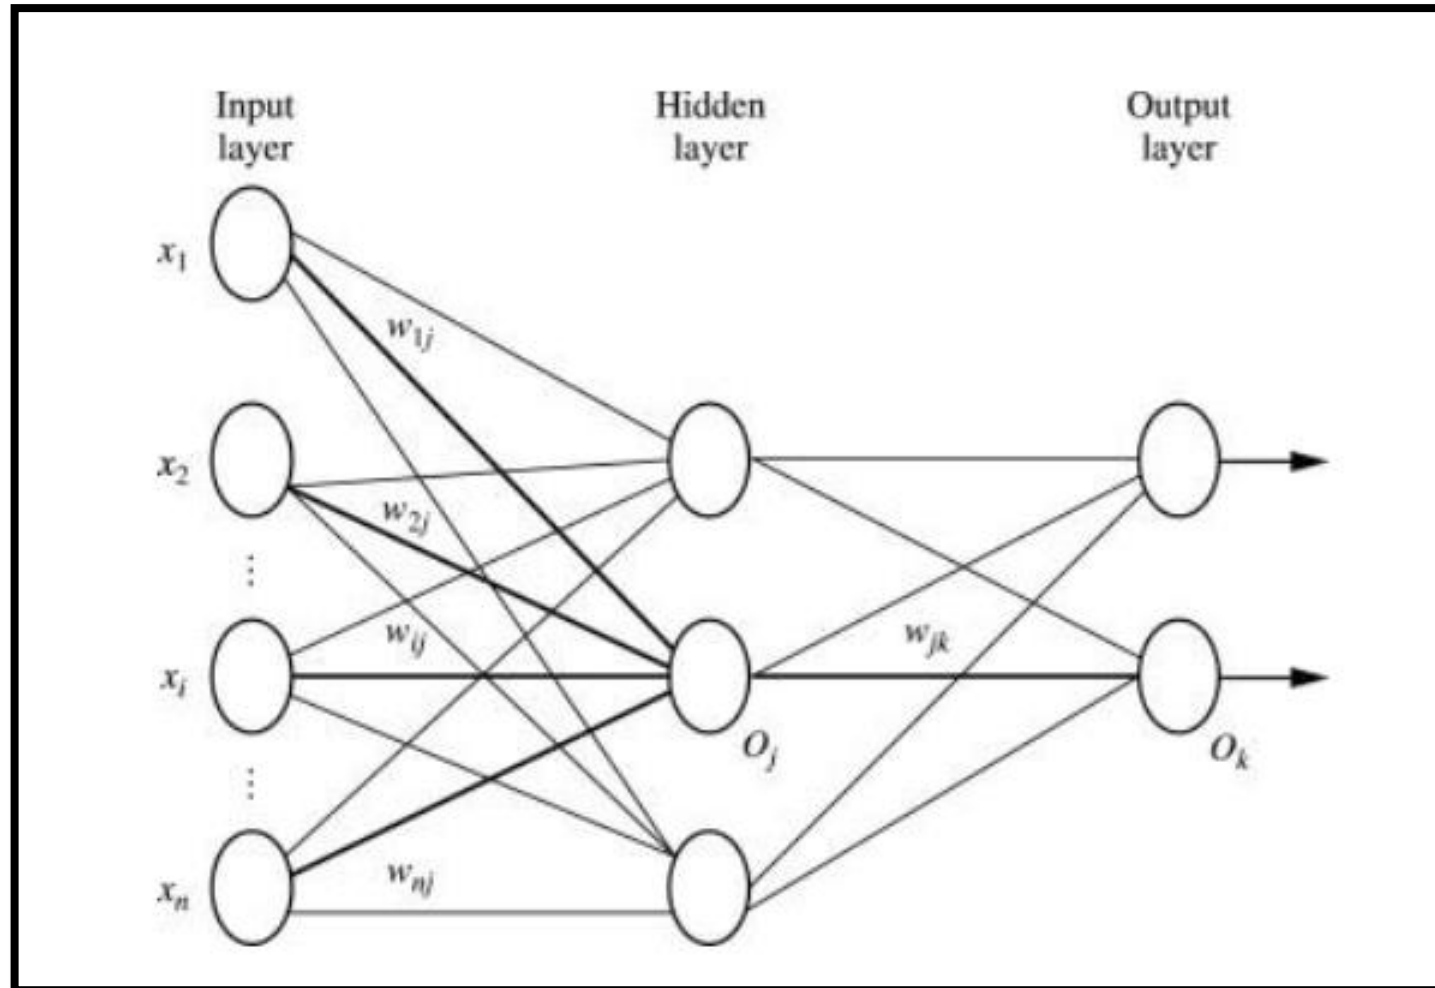 Input
layer
Hidden
layer
Output
layer
x₁
w₁ⱼ
x₂
w₂ⱼ
⋮
wᵢⱼ
wⱼₖ
xᵢ
Oⱼ
Oₖ
⋮
wₙⱼ
xₙ